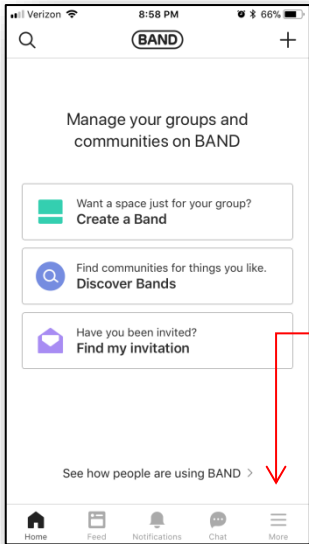 Verizon 8:58 PM 66%
BAND
Manage your groups and
communities on BAND
Want a space just for your group?
Create a Band
Find communities for things you like.
Discover Bands
Have you been invited?
Find my invitation
See how people are using BAND >
Home Feed Notifications Chat More